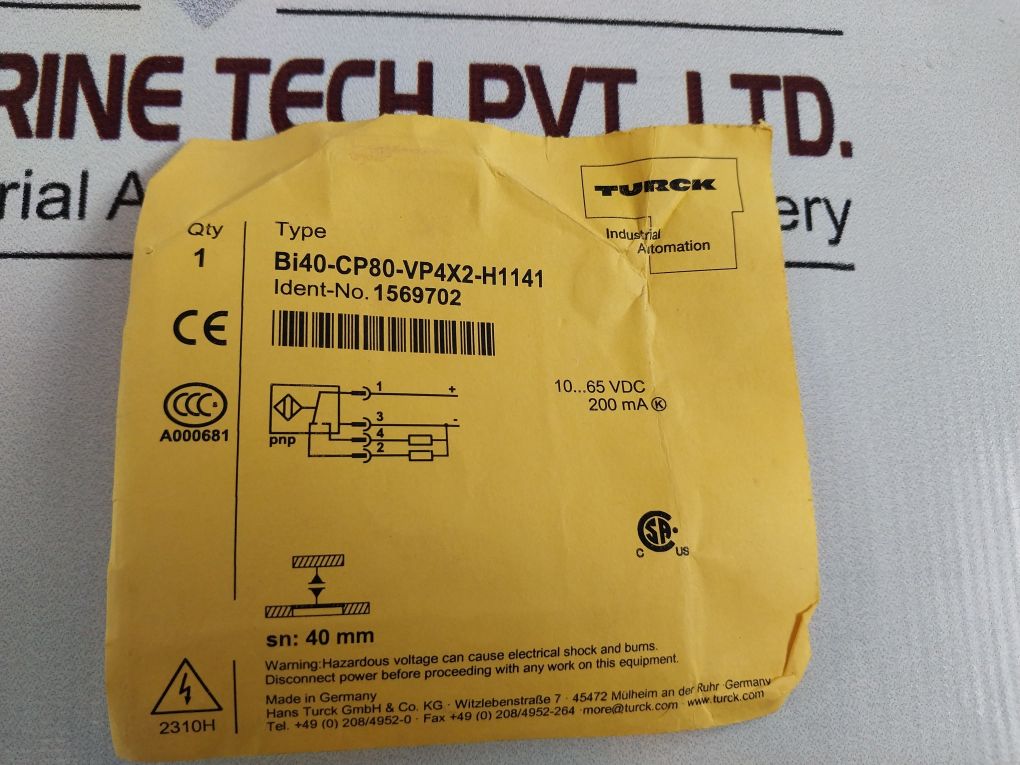 RINE TECH PVT. LTD.
rial A ery
TURCK
Industrial
Automation
Qty
1
Type
Bi40-CP80-VP4X2-H1141
Ident-No. 1569702
CE
CCC S
A000681
1 +
3 -
4
2
pnp
10...65 VDC
200 mA K
C SA US
sn: 40 mm
Warning:Hazardous voltage can cause electrical shock and burns.
Disconnect power before proceeding with any work on this equipment.
Made in Germany
Hans Turck GmbH & Co. KG · Witzlebenstraße 7 · 45472 Mülheim an der Ruhr ·Germany
Tel. +49 (0) 208/4952-0 · Fax +49 (0) 208/4952-264 ·more@turck.com · www.turck.com
2310H